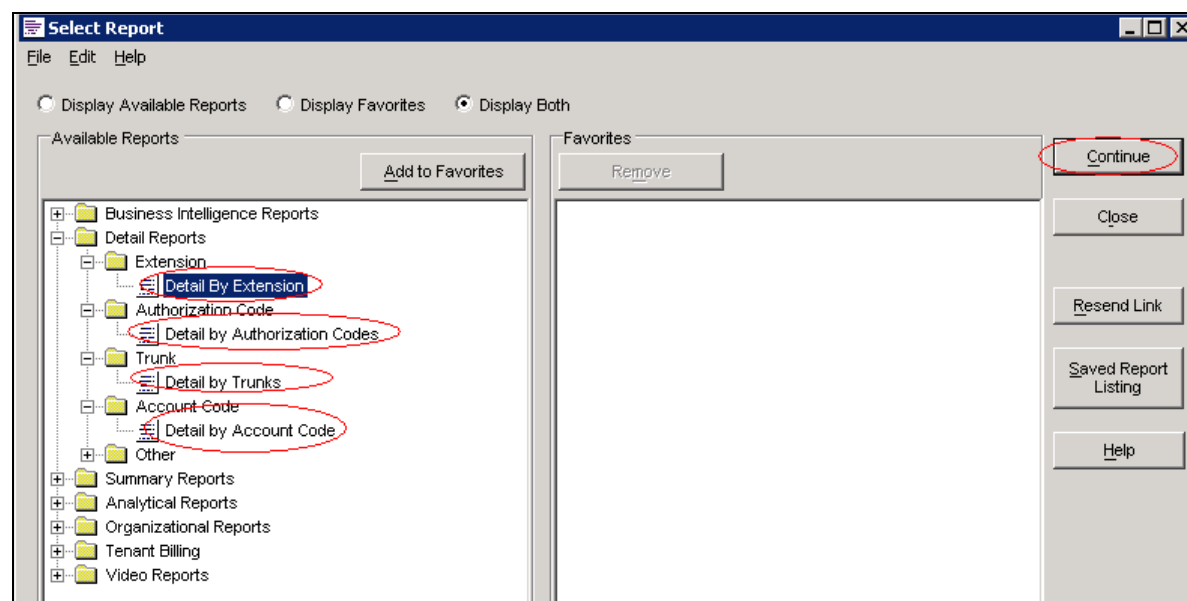 Select Report
File Edit Help
Display Available Reports Display Favorites Display Both
Available Reports
Favorites
Add to Favorites
Remove
Continue
Business Intelligence Reports
Close
Detail Reports
Extension
Detail By Extension
Authorization Code
Resend Link
Detail by Authorization Codes
Trunk
Saved Report
Listing
Detail by Trunks
Account Code
Detail by Account Code
Other
Help
Summary Reports
Analytical Reports
Organizational Reports
Tenant Billing
Video Reports